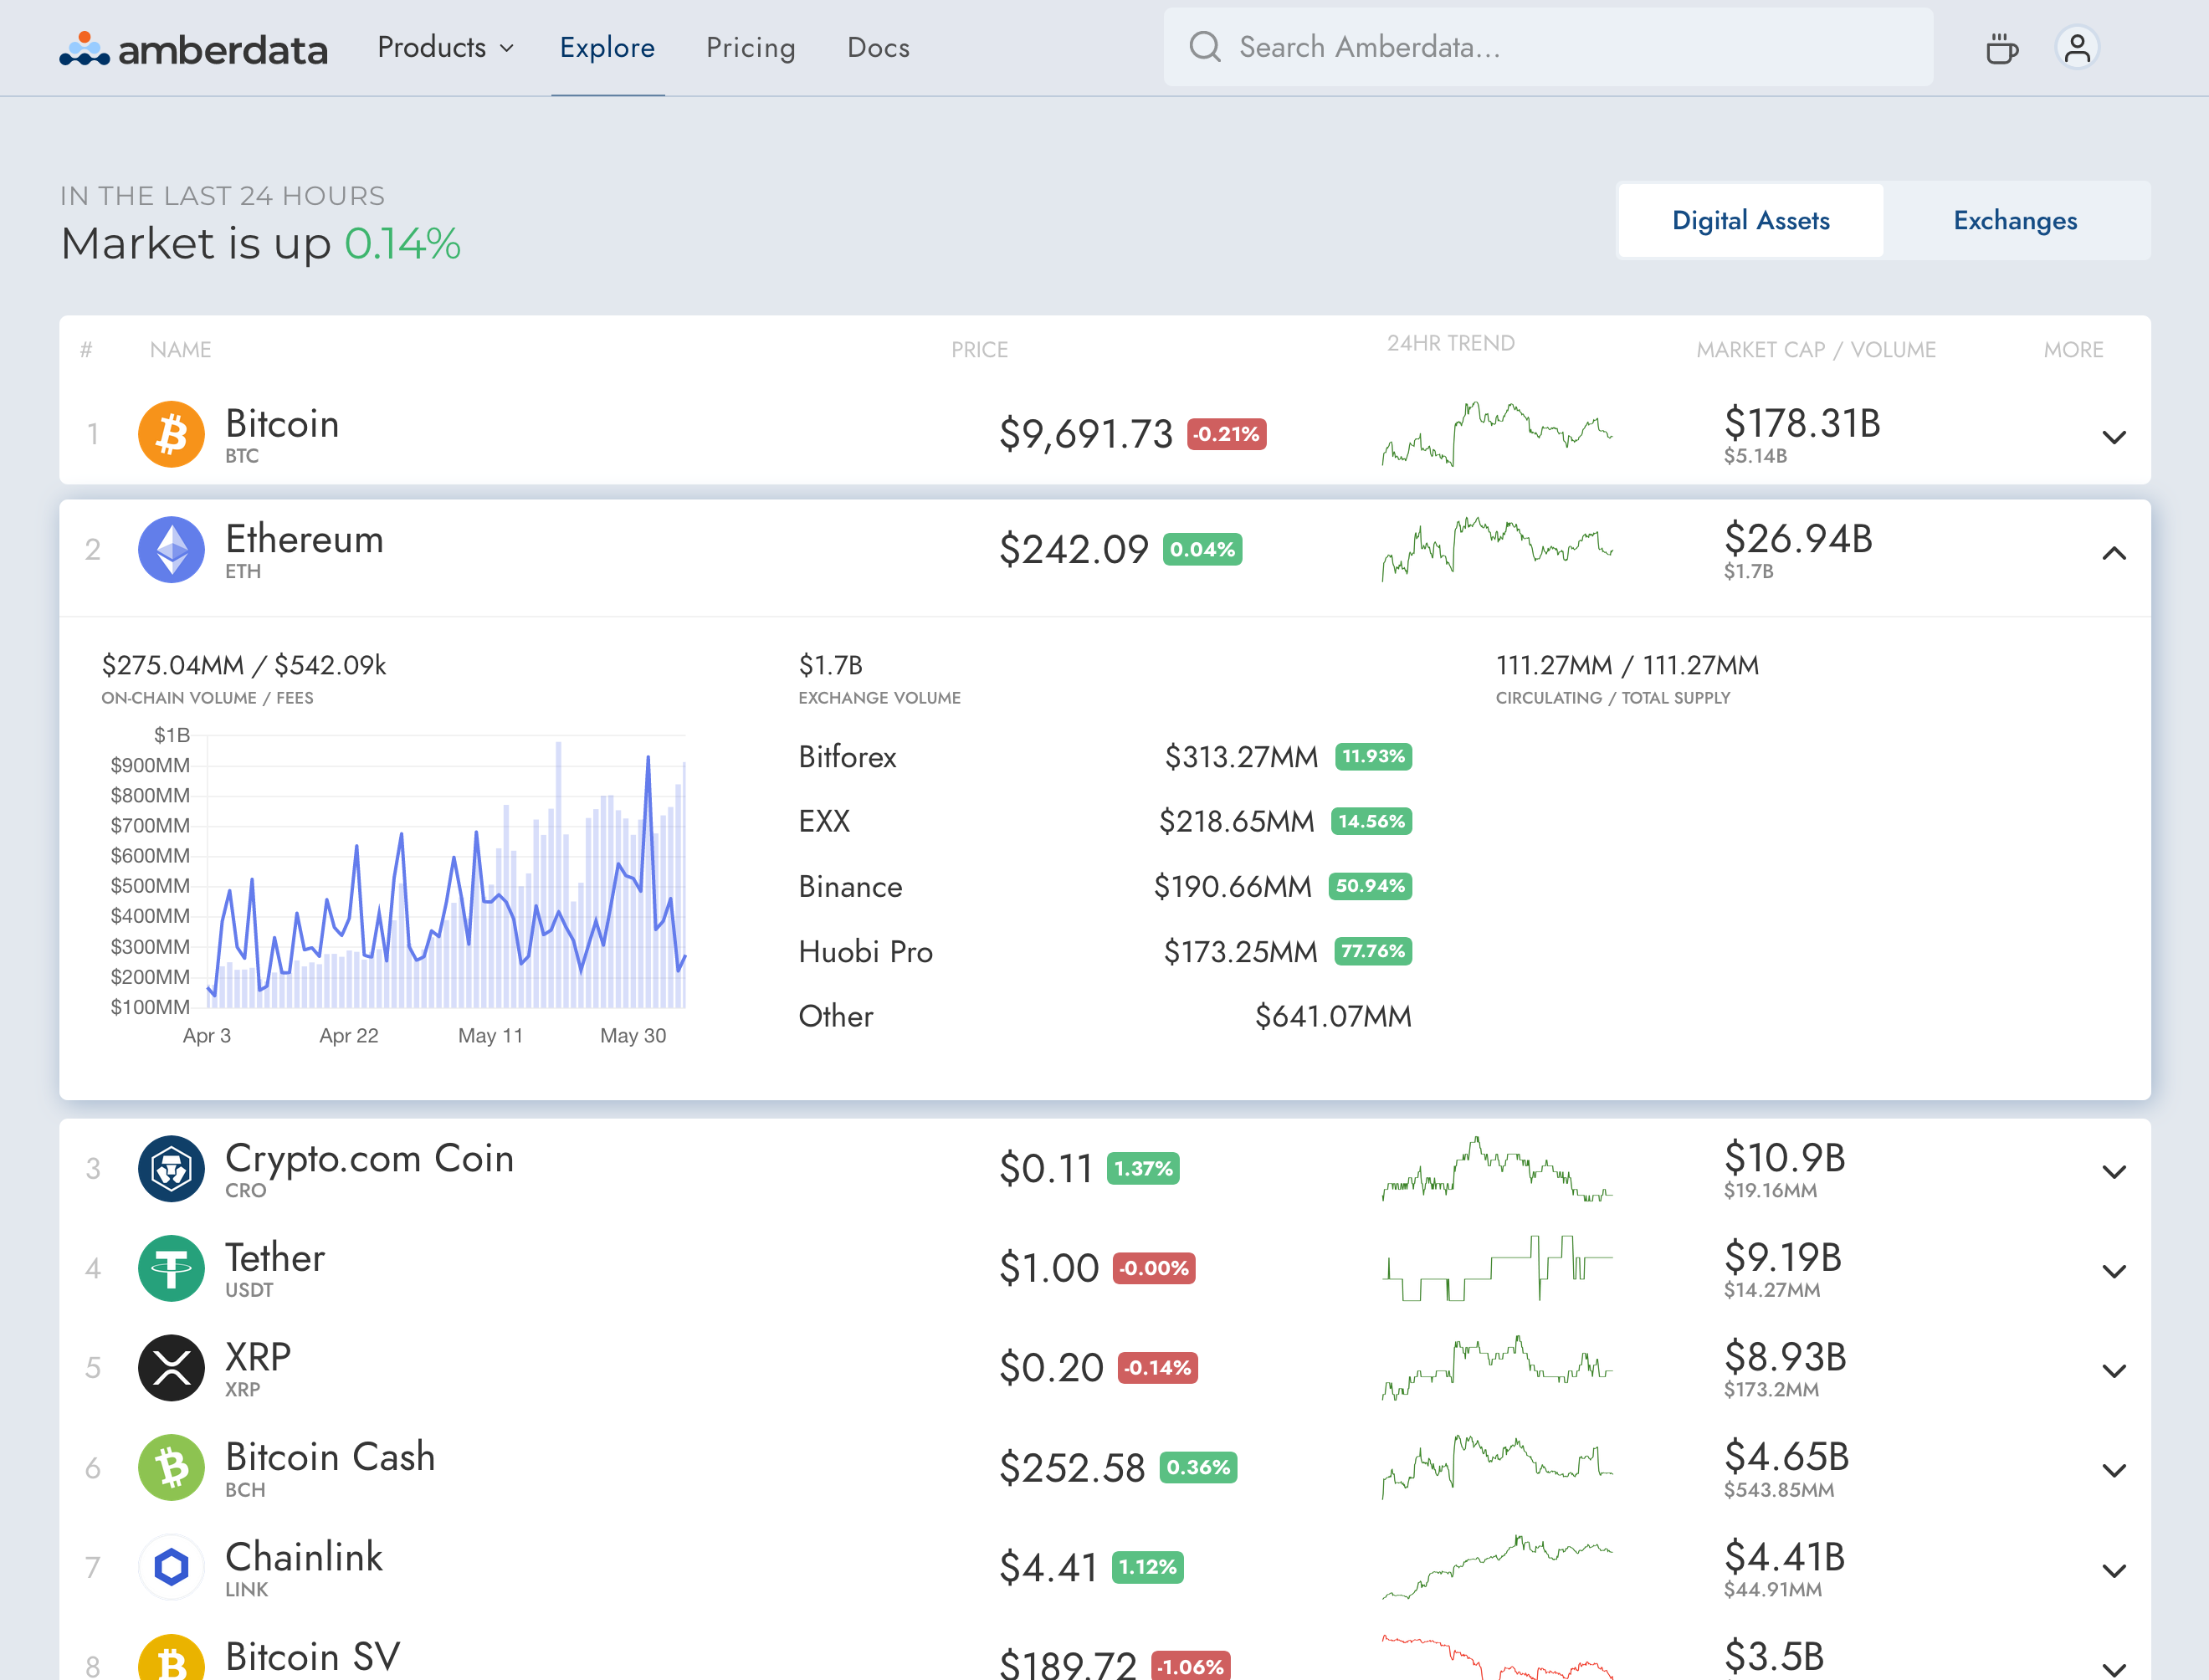 amberdata Products Explore Pricing Docs Search Amberdata...
IN THE LAST 24 HOURS
Market is up 0.14%
Digital Assets Exchanges
# NAME PRICE 24HR TREND MARKET CAP / VOLUME MORE
1 Bitcoin $9,691.73 -0.21% $178.31B
BTC $5.14B
2 Ethereum $242.09 0.04% $26.94B
ETH $1.7B
$275.04MM / $542.09k
ON-CHAIN VOLUME / FEES
$1B
$900MM
$800MM
$700MM
$600MM
$500MM
$400MM
$300MM
$200MM
$100MM
Apr 3 Apr 22 May 11 May 30
$1.7B
EXCHANGE VOLUME
Bitforex $313.27MM 11.93%
EXX $218.65MM 14.56%
Binance $190.66MM 50.94%
Huobi Pro $173.25MM 77.76%
Other $641.07MM
111.27MM / 111.27MM
CIRCULATING / TOTAL SUPPLY
3 Crypto.com Coin $0.11 1.37% $10.9B
CRO $19.16MM
4 Tether $1.00 -0.00% $9.19B
USDT $14.27MM
5 XRP $0.20 -0.14% $8.93B
XRP $173.2MM
6 Bitcoin Cash $252.58 0.36% $4.65B
BCH $543.85MM
7 Chainlink $4.41 1.12% $4.41B
LINK $44.91MM
8 Bitcoin SV $189.72 -1.06% $3.5B